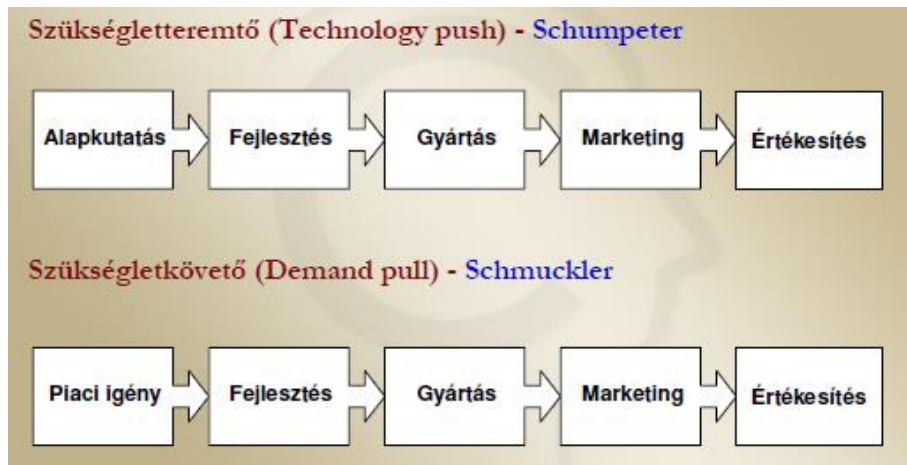 Szükségletteremtő (Technology push) - Schumpeter
Alapkutatás Fejlesztés Gyártás Marketing Értékesítés
Szükségletkövető (Demand pull) - Schmuckler
Piaci igény Fejlesztés Gyártás Marketing Értékesítés